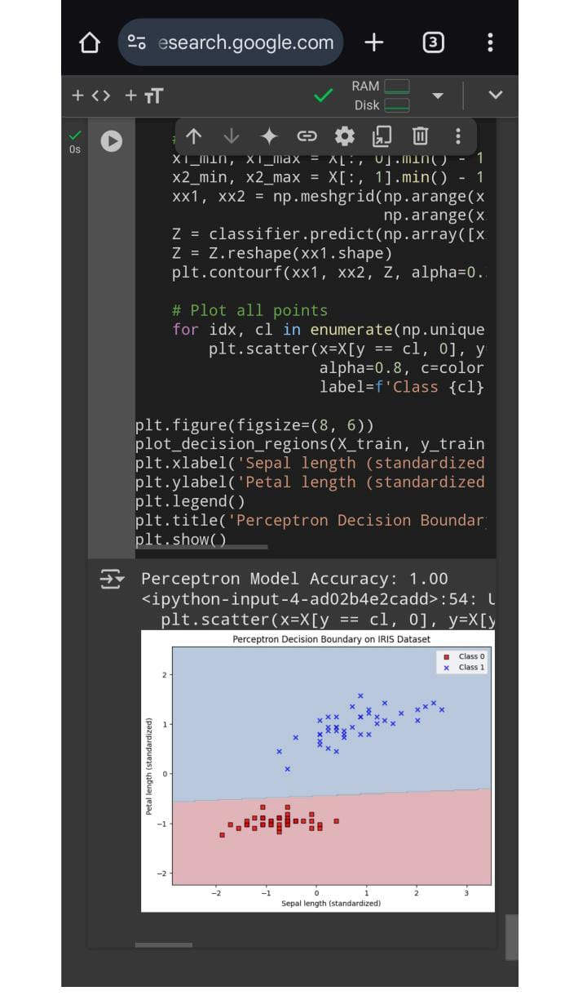 esearch.google.com
3
RAM
Disk
0s
x1_min, x1_max = X[:, 0].min() - 1
x2_min, x2_max = X[:, 1].min() - 1
xx1, xx2 = np.meshgrid(np.arange(x
np.arange(x
Z = classifier.predict(np.array([x
Z = Z.reshape(xx1.shape)
plt.contourf(xx1, xx2, Z, alpha=0.
# Plot all points
for idx, cl in enumerate(np.unique
plt.scatter(x=X[y == cl, 0], y
alpha=0.8, c=color
label=f'Class {cl}
plt.figure(figsize=(8, 6))
plot_decision_regions(X_train, y_train
plt.xlabel('Sepal length (standardized
plt.ylabel('Petal length (standardized
plt.legend()
plt.title('Perceptron Decision Boundar
plt.show()
Perceptron Model Accuracy: 1.00
<ipython-input-4-ad02b4e2cadd>:54: U
plt.scatter(x=X[y == cl, 0], y=X[y
Perceptron Decision Boundary on IRIS Dataset
Class 0
Class 1
2
1
0
−1
−2
Petal length (standardized)
−2 −1 0 1 2 3
Sepal length (standardized)